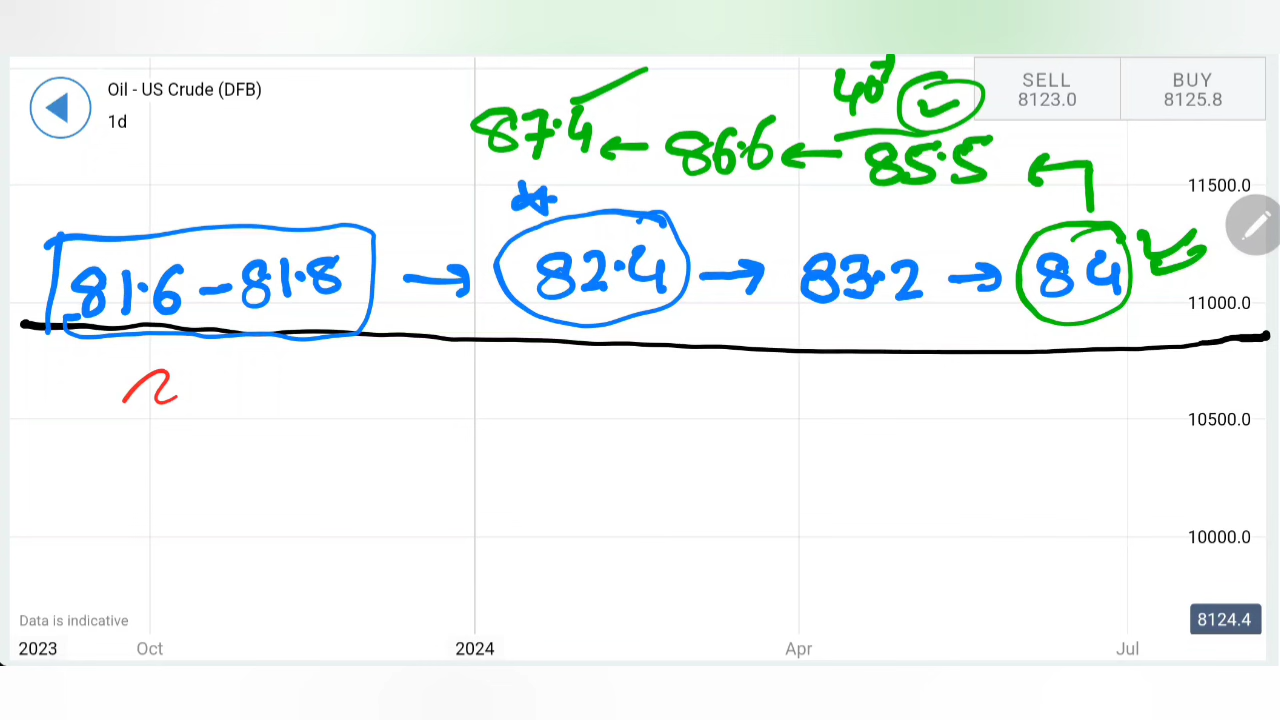 Oil - US Crude (DFB)
1d
SELL
8123.0
BUY
8125.8
87.4 ← 86.6 ← 85.5
11500.0
81.6 - 81.8 → 82.4 → 83.2 → 84
11000.0
10500.0
10000.0
Data is indicative
8124.4
2023 Oct 2024 Apr Jul